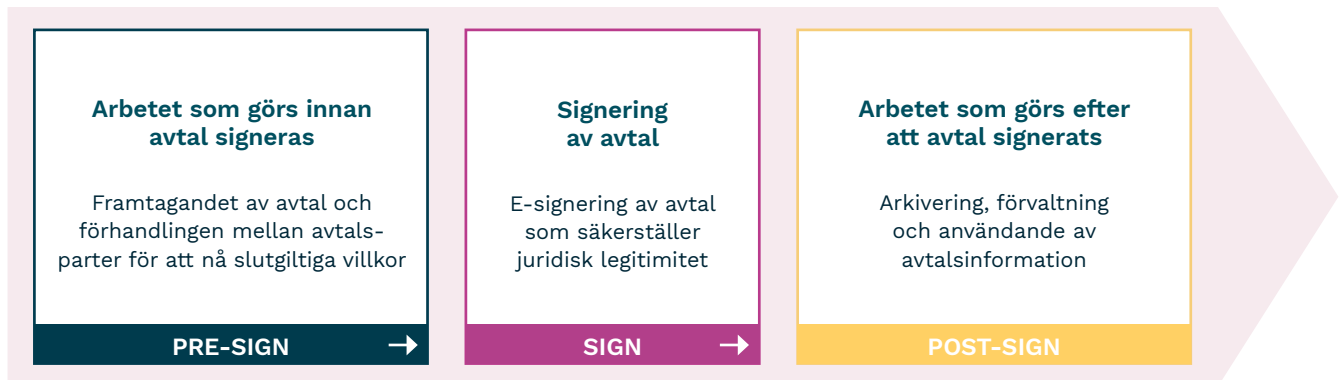 Arbetet som görs innan
avtal signeras
Framtagandet av avtal och
förhandlingen mellan avtals-
parter för att nå slutgiltiga villkor
PRE-SIGN
Signering
av avtal
E-signering av avtal
som säkerställer
juridisk legitimitet
SIGN
Arbetet som görs efter
att avtal signerats
Arkivering, förvaltning
och användande av
avtalsinformation
POST-SIGN